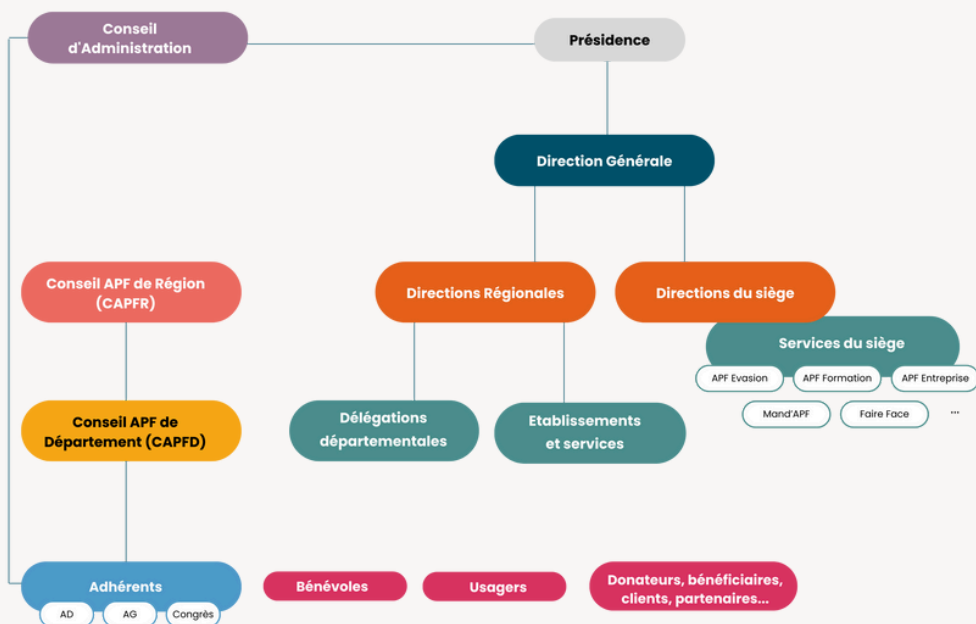 Conseil
d'Administration
Présidence
Direction Générale
Conseil APF de Région
(CAPFR)
Directions Régionales
Directions du siège
Services du siège
APF Evasion
APF Formation
APF Entreprise
Mand'APF
Faire Face
...
Conseil APF de
Département (CAPFD)
Délégations
départementales
Etablissements
et services
Adhérents
AD
AG
Congrès
Bénévoles
Usagers
Donateurs, bénéficiaires,
clients, partenaires...